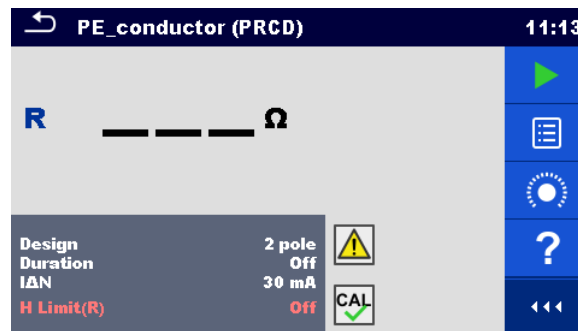 PE_conductor (PRCD) 11:13
R _ _ _ Ω
Design 2 pole
Duration Off
IΔN 30 mA
H Limit(R) Off
?
CAL